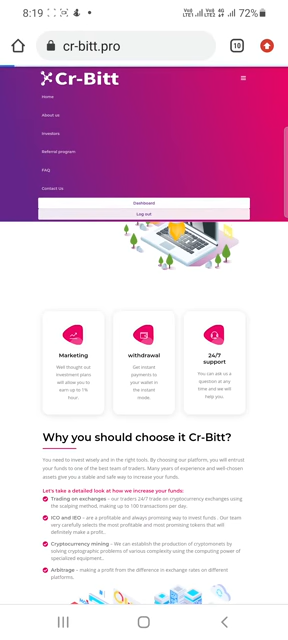 8:19
Vo)) LTE1 Vo)) LTE2 4G 72%
cr-bitt.pro 10
Cr-Bitt
Home
About us
Investors
Referral program
FAQ
Contact Us
Dashboard
Log out
Marketing
Well thought out
investment plans
will allow you to
earn up to 1%
hour.
withdrawal
Get instant
payments to
your wallet in
the instant
mode.
24/7
support
You can ask us a
question at any
time and we will
help you.
Why you should choose it Cr-Bitt?
You need to invest wisely and in the right tools. By choosing our platform, you will entrust
your funds to one of the best team of traders. Many years of experience and well-chosen
assets give you a stable and safe way to increase your funds.
Let's take a detailed look at how we increase your funds:
Trading on exchanges – our traders 24/7 trade on cryptocurrency exchanges using
the scalping method, making up to 100 transactions per day.
ICO and IEO – are a profitable and always promising way to invest funds . Our team
very carefully selects the most profitable and most promising tokens that will
definitely make a profit..
Cryptocurrency mining – We can establish the production of cryptomonets by
solving cryptographic problems of various complexity using the computing power of
specialized equipment..
Arbitrage – making a profit from the difference in exchange rates on different
platforms.